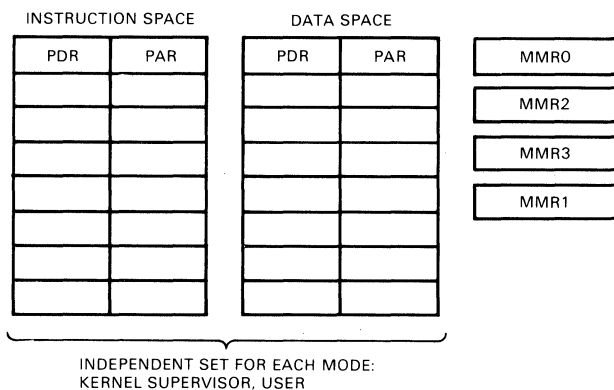 INSTRUCTION SPACE
DATA SPACE
PDR PAR
PDR PAR
MMR0
MMR2
MMR3
MMR1
INDEPENDENT SET FOR EACH MODE:
KERNEL SUPERVISOR, USER